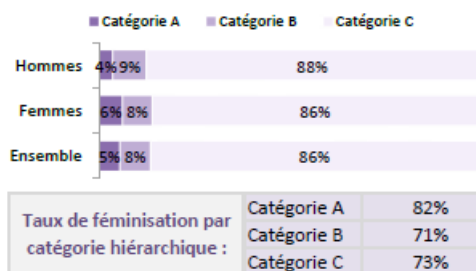 Catégorie A Catégorie B Catégorie C
Hommes 4% 9% 88%
Femmes 6% 8% 86%
Ensemble 5% 8% 86%
Taux de féminisation par catégorie hiérarchique :
Catégorie A 82%
Catégorie B 71%
Catégorie C 73%